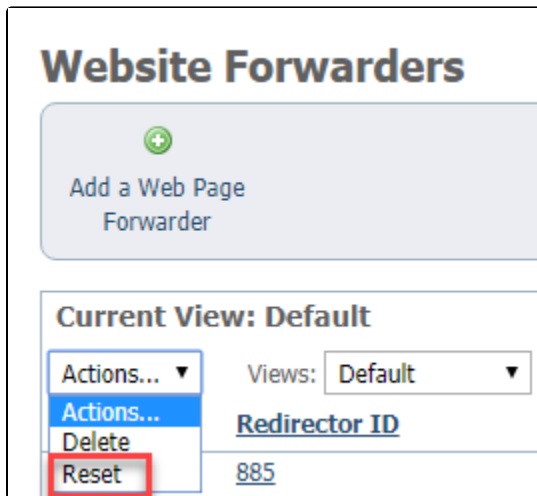 Website Forwarders
Add a Web Page
Forwarder
Current View: Default
Actions... Views: Default
Actions...
Redirector ID
Delete
Reset 885